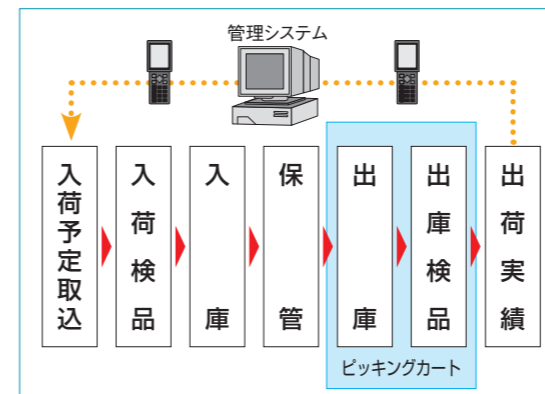 管理システム
入荷予定取込
入荷検品
入庫
保管
出庫
出庫検品
出荷実績
ピッキングカート